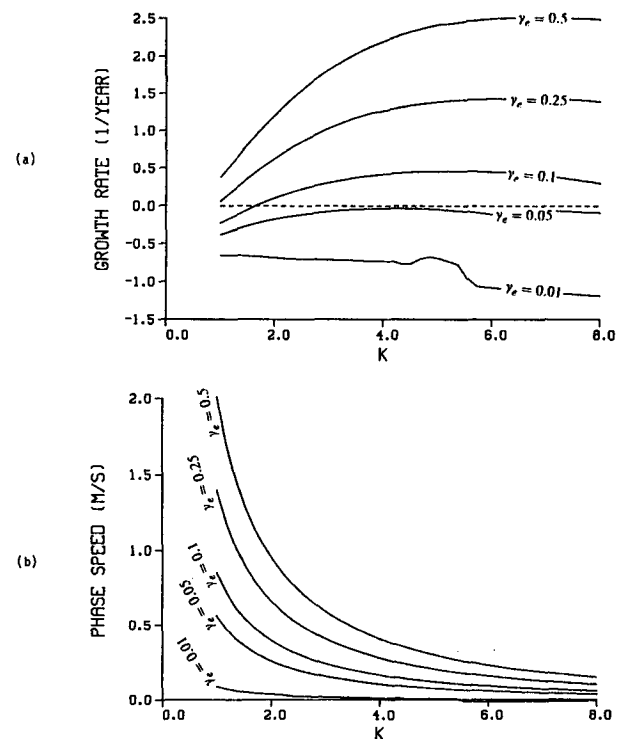 (a)
GROWTH RATE (1/YEAR)
2.5
2.0
1.5
1.0
0.5
0.0
-0.5
-1.0
-1.5
γe = 0.5
γe = 0.25
γe = 0.1
γe = 0.05
γe = 0.01
0.0 2.0 4.0 6.0 8.0
K
(b)
PHASE SPEED (M/S)
2.0
1.5
1.0
0.5
0.0
γe = 0.5
γe = 0.25
γe = 0.1
γe = 0.05
γe = 0.01
0.0 2.0 4.0 6.0 8.0
K